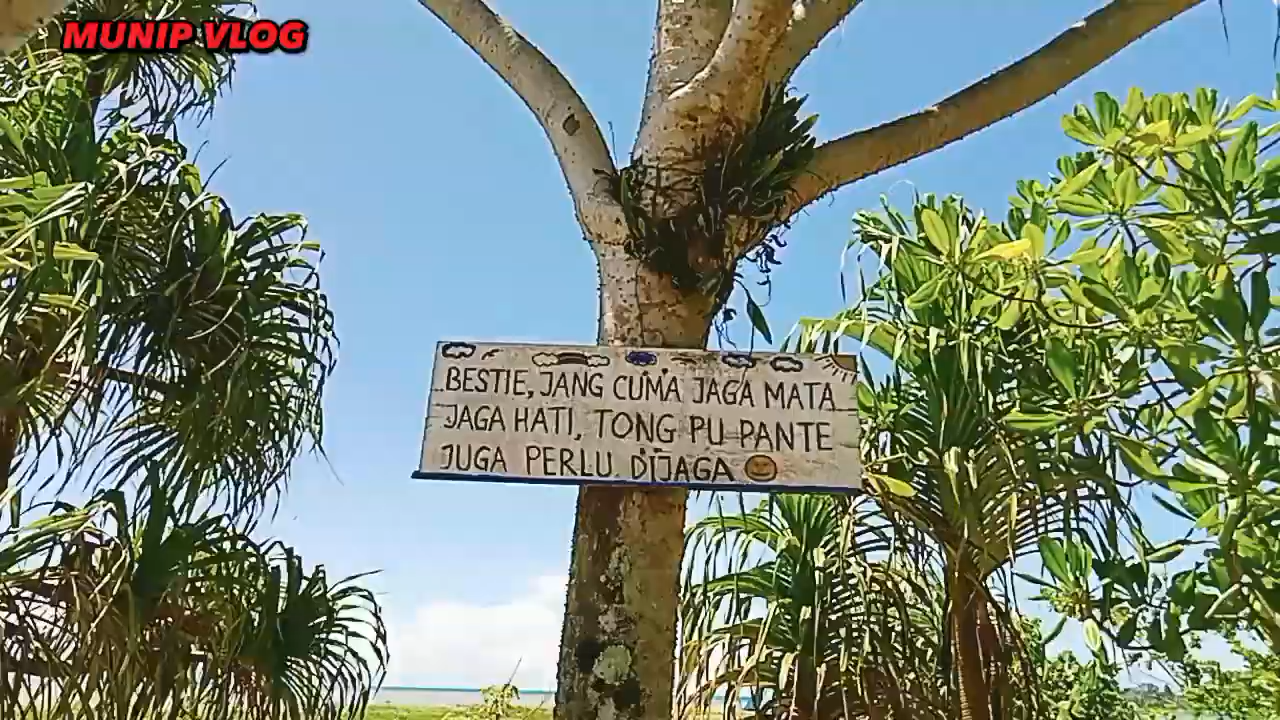 MUNIP VLOG
BESTIE, JANG CUMA JAGA MATA
JAGA HATI, TONG PU PANTE
JUGA PERLU DIJAGA